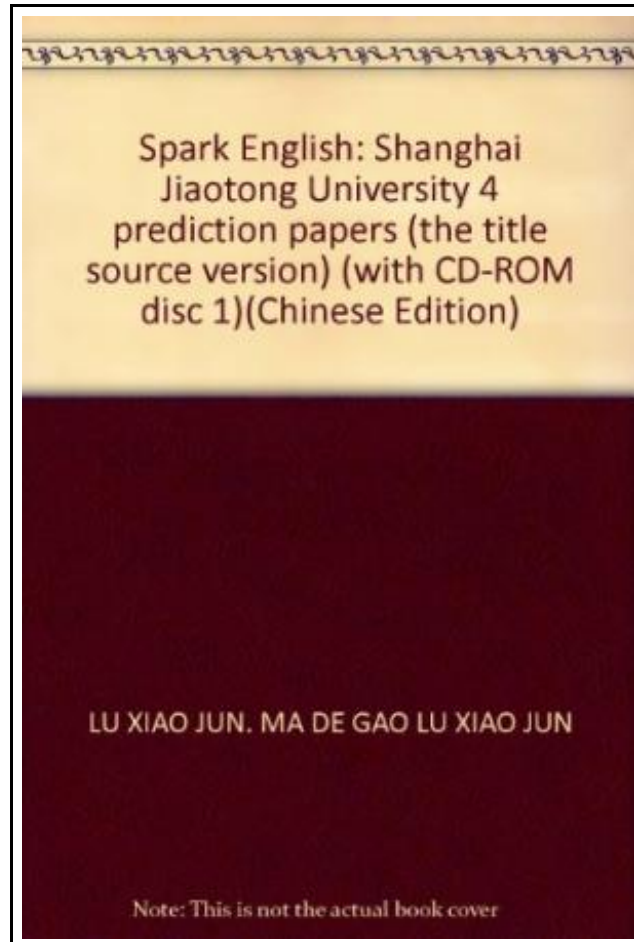 Spark English: Shanghai
Jiaotong University 4
prediction papers (the title
source version) (with CD-ROM
disc 1)(Chinese Edition)
LU XIAO JUN. MA DE GAO LU XIAO JUN
Note: This is not the actual book cover